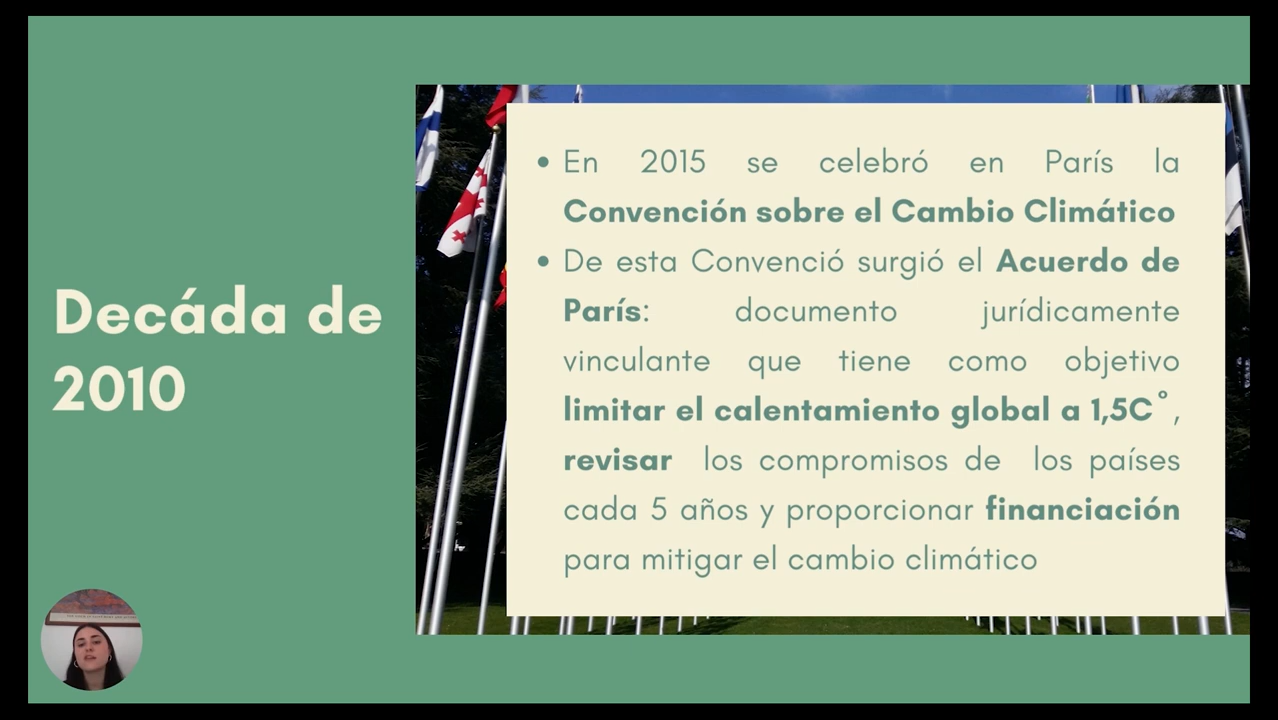 Decáda de
2010
• En 2015 se celebró en París la
Convención sobre el Cambio Climático
• De esta Convenció surgió el Acuerdo de
París: documento jurídicamente
vinculante que tiene como objetivo
limitar el calentamiento global a 1,5C°,
revisar los compromisos de los países
cada 5 años y proporcionar financiación
para mitigar el cambio climático